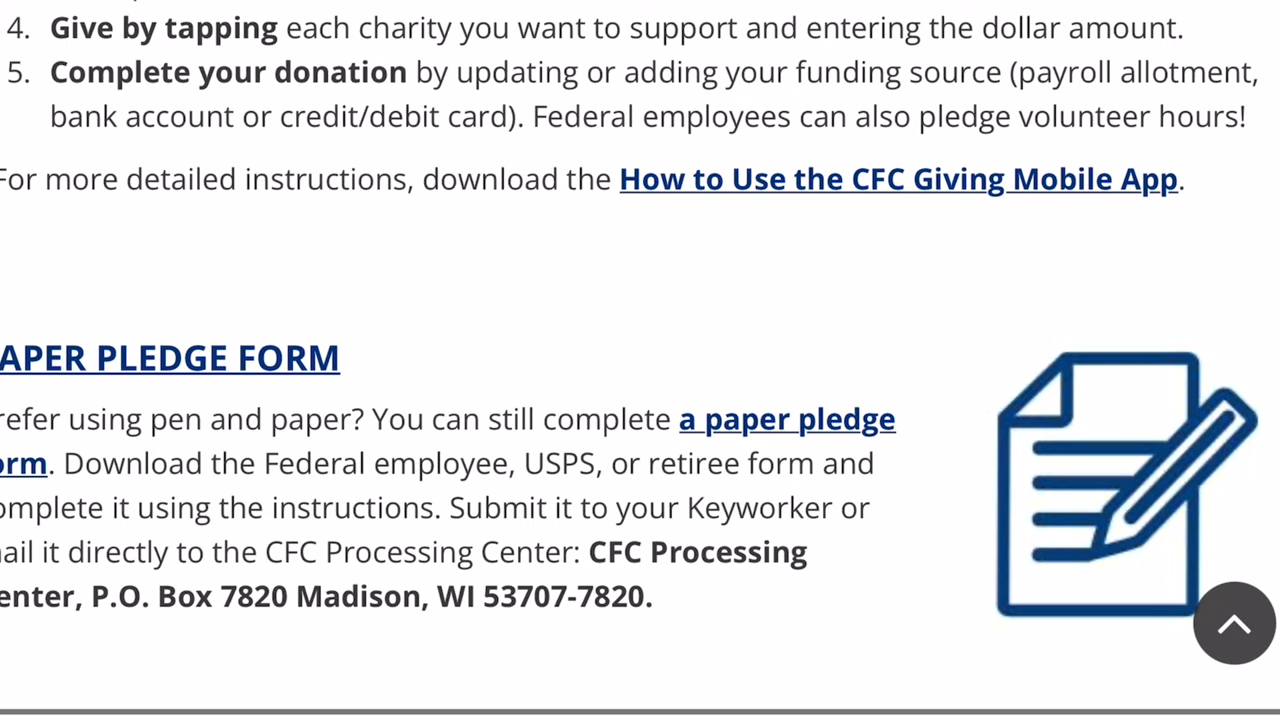 4. Give by tapping each charity you want to support and entering the dollar amount.
5. Complete your donation by updating or adding your funding source (payroll allotment,
bank account or credit/debit card). Federal employees can also pledge volunteer hours!
For more detailed instructions, download the How to Use the CFC Giving Mobile App.
APER PLEDGE FORM
refer using pen and paper? You can still complete a paper pledge
orm. Download the Federal employee, USPS, or retiree form and
omplete it using the instructions. Submit it to your Keyworker or
ail it directly to the CFC Processing Center: CFC Processing
enter, P.O. Box 7820 Madison, WI 53707-7820.